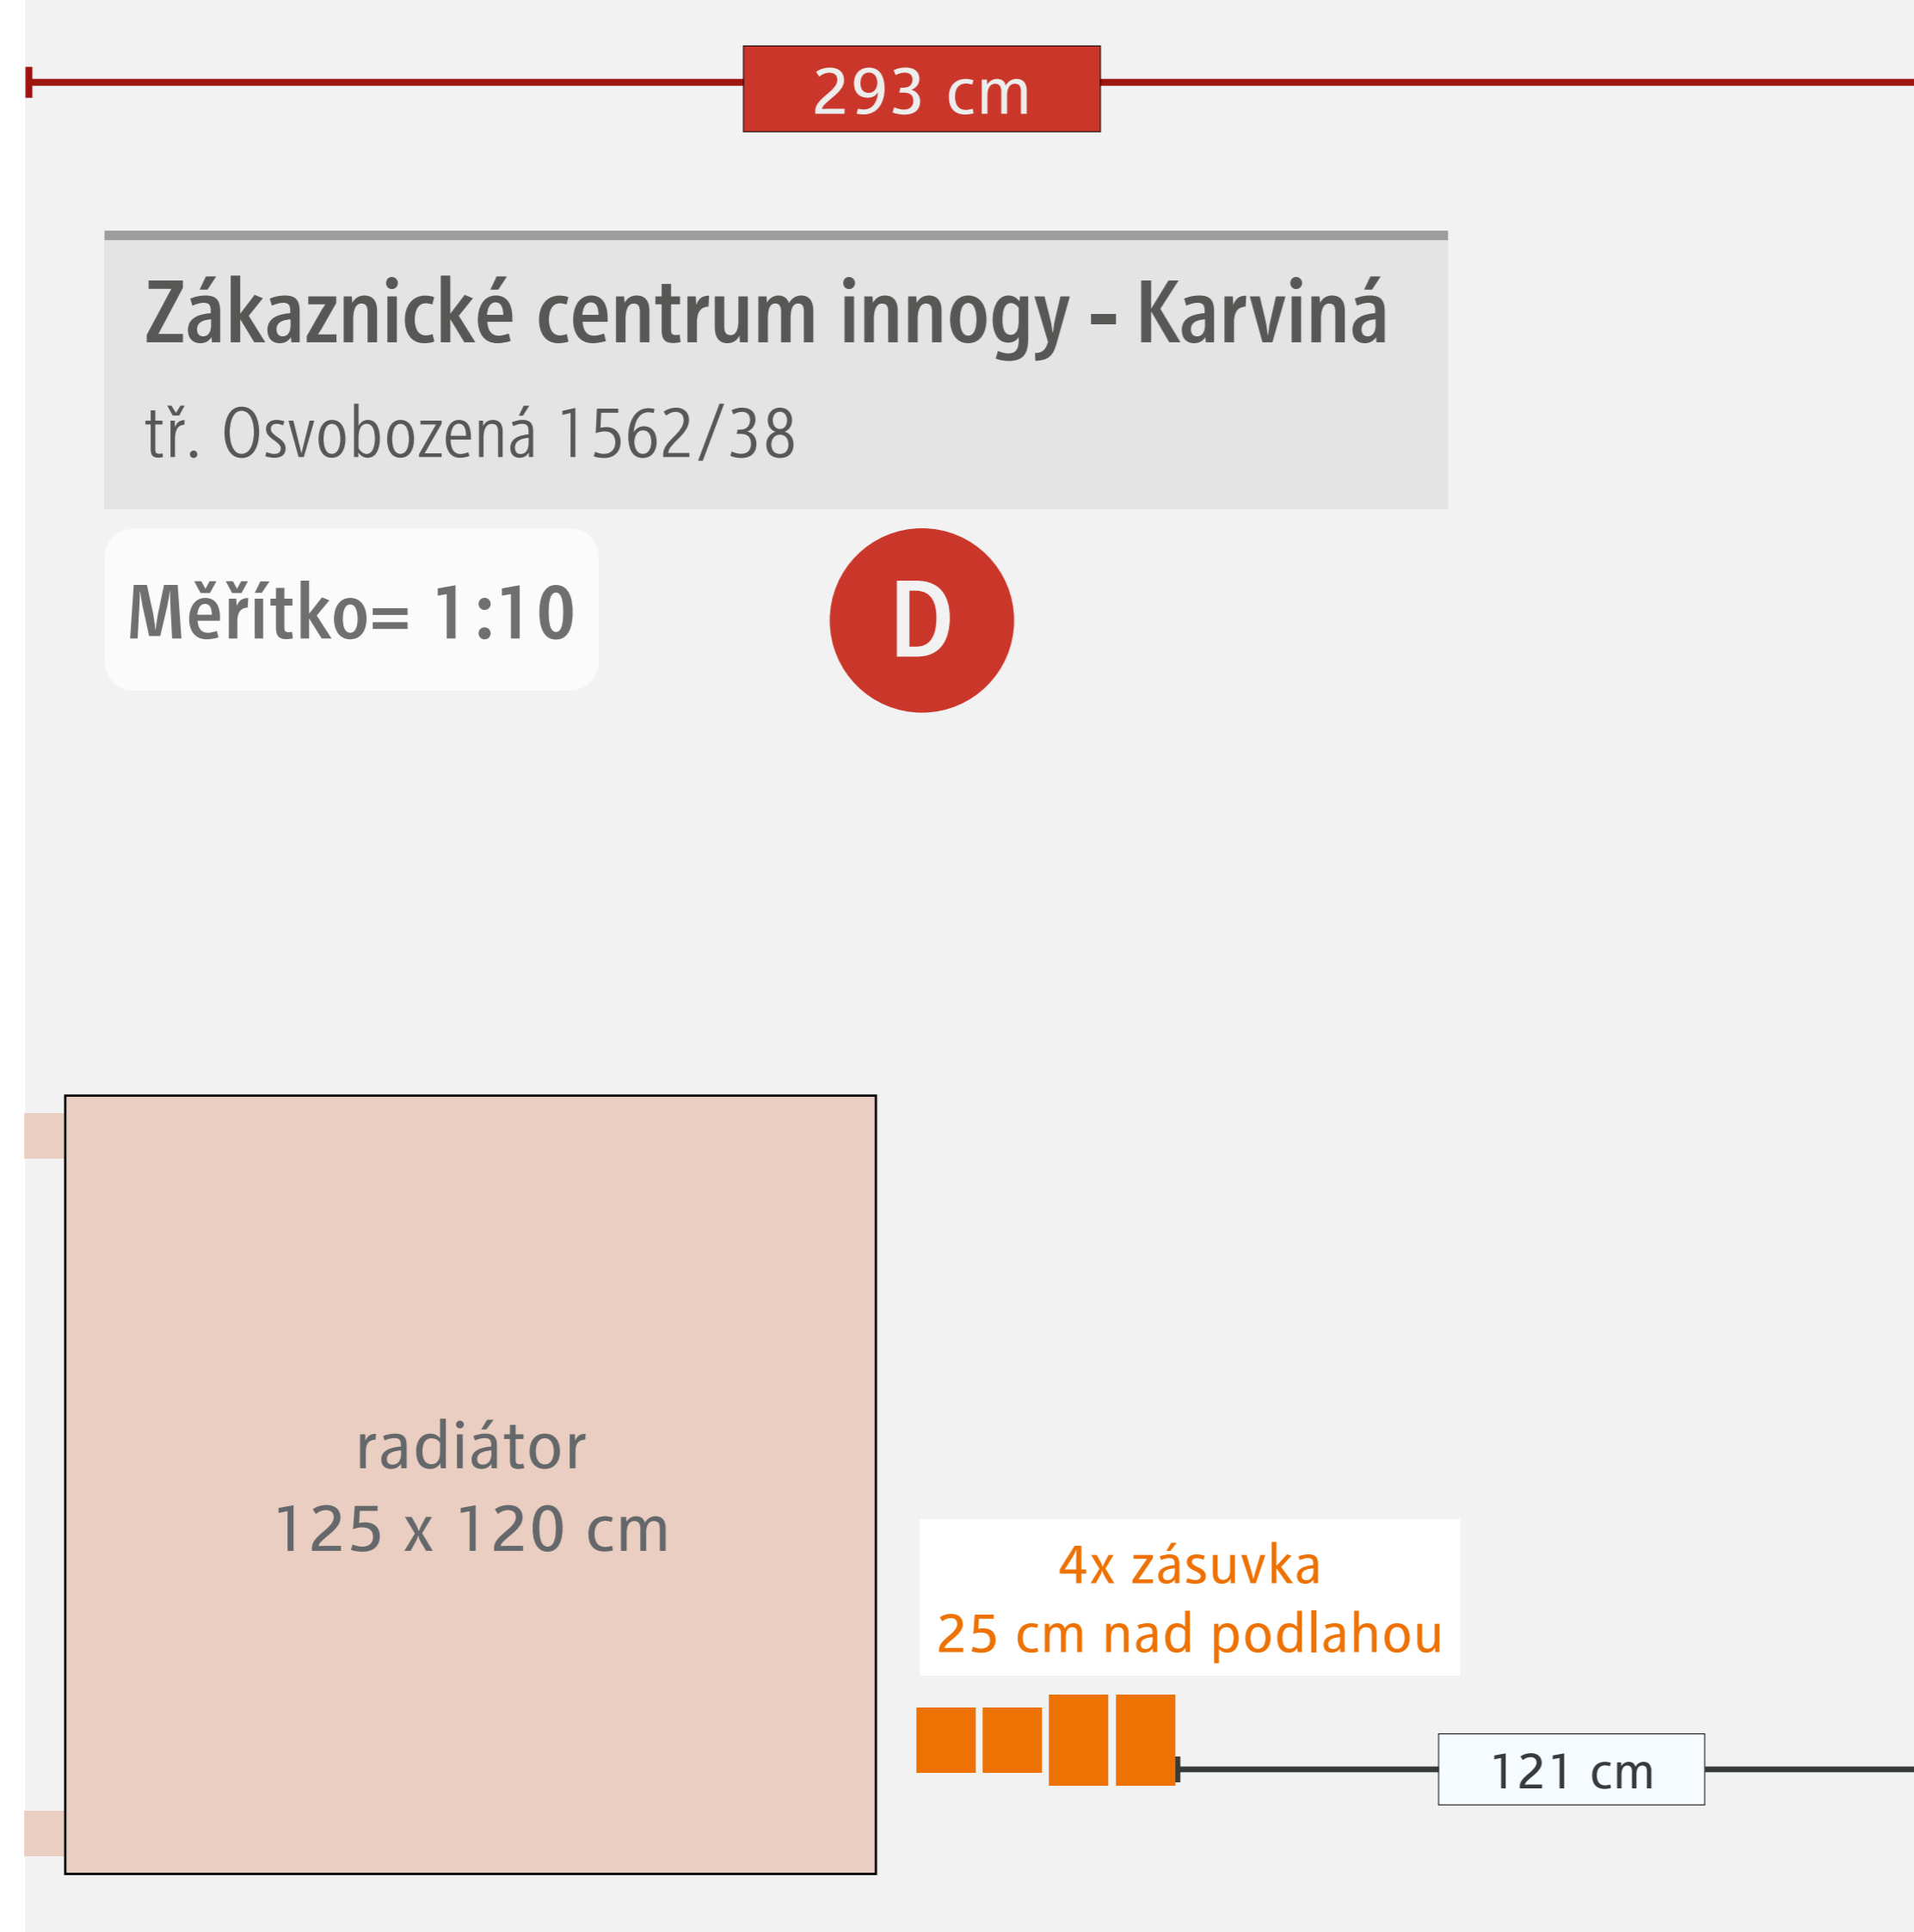 293 cm
Zákaznické centrum innogy - Karviná
tř. Osvobozená 1562/38
Měřítko= 1:10
D
radiátor
125 x 120 cm
4x zásuvka
25 cm nad podlahou
121 cm